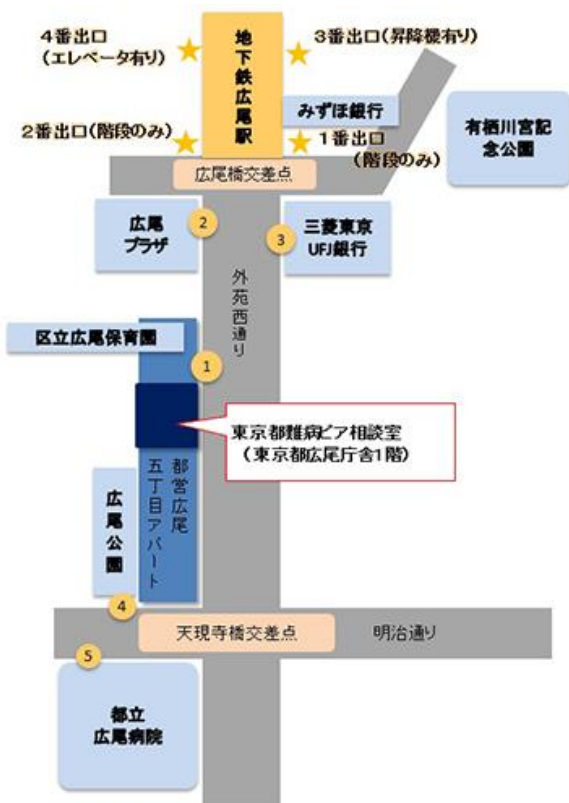 4番出口
(エレベータ有り)
地下鉄広尾駅
3番出口(昇降機有り)
みずほ銀行
2番出口(階段のみ)
1番出口
(階段のみ)
有栖川宮記
念公園
広尾橋交差点
広尾
プラザ
2
3
三菱東京
UFJ銀行
外苑西通り
区立広尾保育園
1
東京都難病ピア相談室
(東京都広尾庁舎1階)
都営広尾
五丁目アパート
広尾公園
4
天現寺橋交差点
明治通り
5
都立
広尾病院